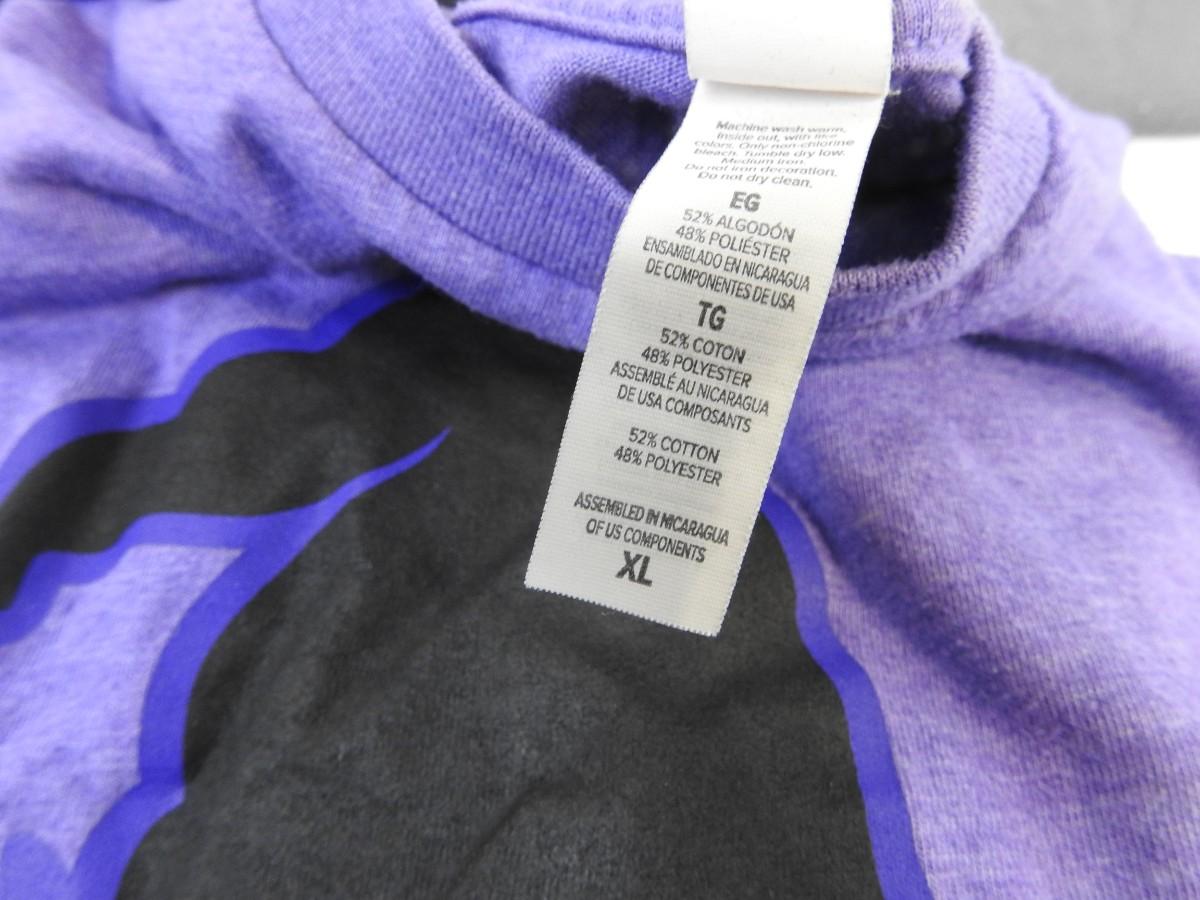 Machine wash warm,
inside out, with like
colors. Only non-chlorine
bleach. Tumble dry low.
Medium iron.
Do not iron decoration.
Do not dry clean.
EG
52% ALGODÓN
48% POLIÉSTER
ENSAMBLADO EN NICARAGUA
DE COMPONENTES DE USA
TG
52% COTON
48% POLYESTER
ASSEMBLÉ AU NICARAGUA
DE USA COMPOSANTS
52% COTTON
48% POLYESTER
ASSEMBLED IN NICARAGUA
OF US COMPONENTS
XL